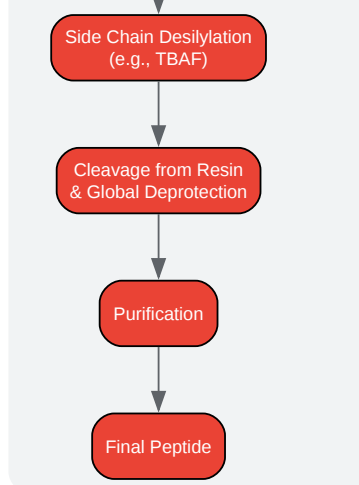 Side Chain Desilylation
(e.g., TBAF)
Cleavage from Resin
& Global Deprotection
Purification
Final Peptide